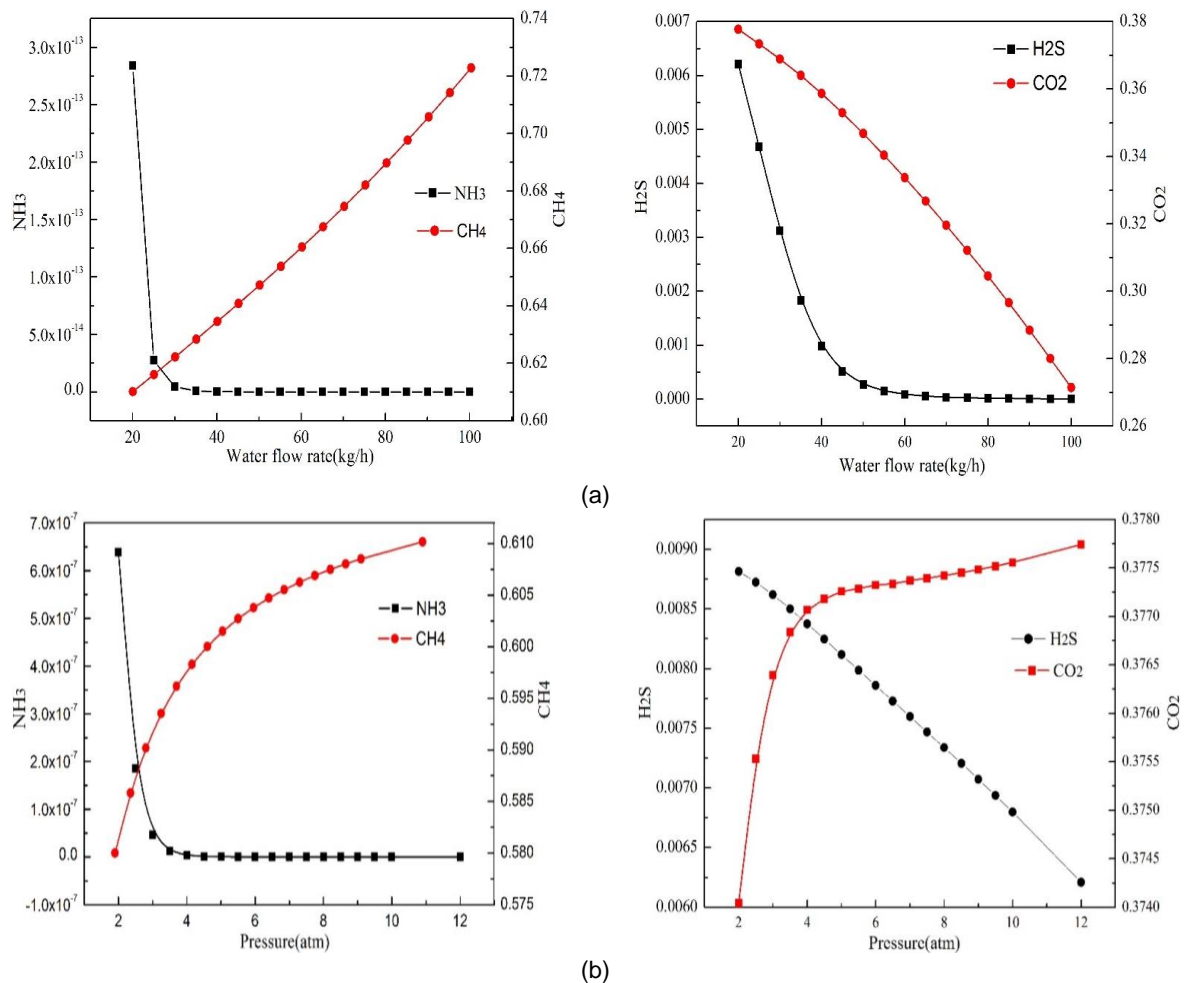 3.0x10-13
2.5x10-13
2.0x10-13
1.5x10-13
1.0x10-13
5.0x10-14
0.0
NH3
0.74
0.72
0.70
0.68
0.66
0.64
0.62
0.60
CH4
NH3
CH4
20 40 60 80 100
Water flow rate(kg/h)
0.007
0.006
0.005
0.004
0.003
0.002
0.001
0.000
H2S
0.38
0.36
0.34
0.32
0.30
0.28
0.26
CO2
H2S
CO2
20 40 60 80 100
Water flow rate(kg/h)
(a)
7.0x10-7
6.0x10-7
5.0x10-7
4.0x10-7
3.0x10-7
2.0x10-7
1.0x10-7
0.0
-1.0x10-7
NH3
0.610
0.605
0.600
0.595
0.590
0.585
0.580
0.575
CH4
NH3
CH4
2 4 6 8 10 12
Pressure(atm)
0.0090
0.0085
0.0080
0.0075
0.0070
0.0065
0.0060
H2S
0.3780
0.3775
0.3770
0.3765
0.3760
0.3755
0.3750
0.3745
0.3740
CO2
H2S
CO2
2 4 6 8 10 12
Pressure(atm)
(b)